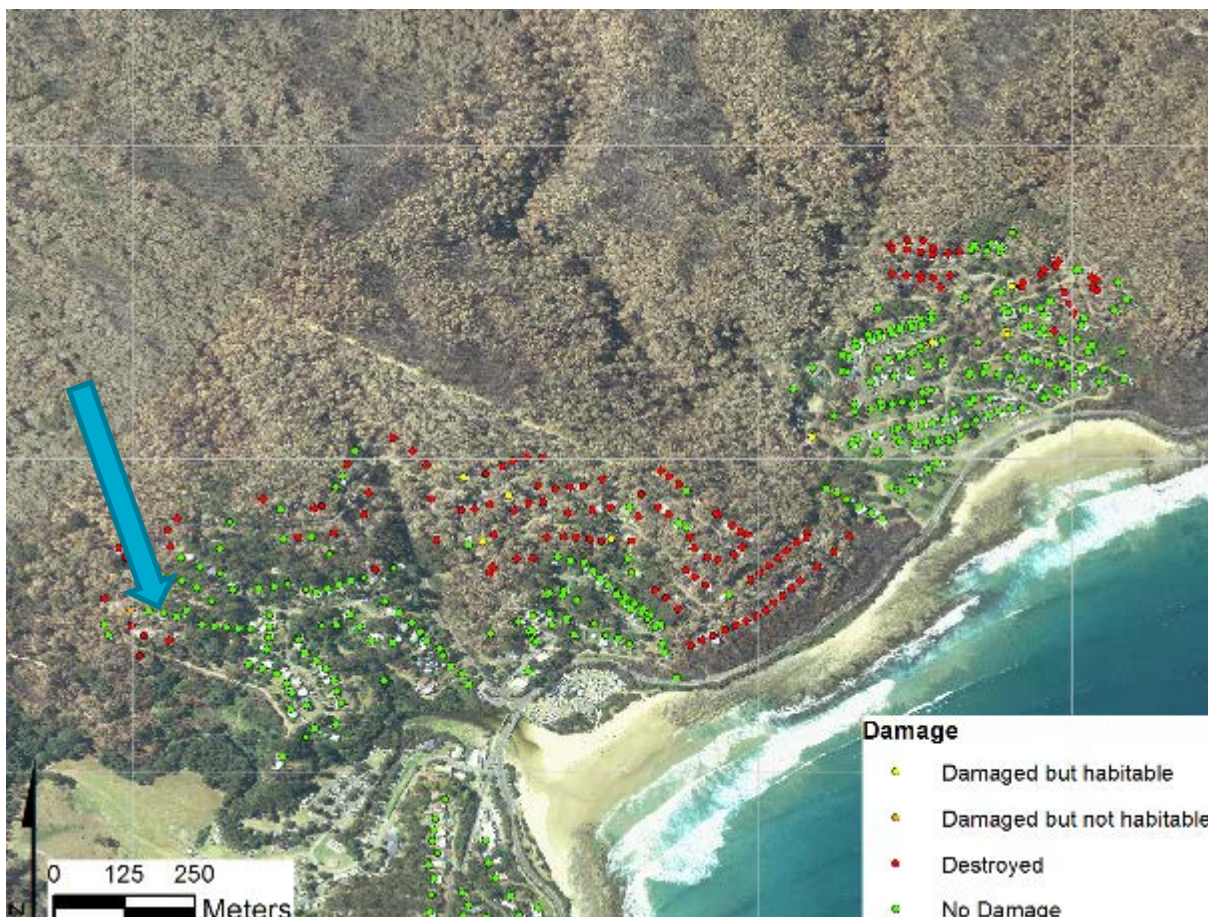 Damage
Damaged but habitable
Damaged but not habitable
Destroyed
No Damage
0 125 250
Meters
N